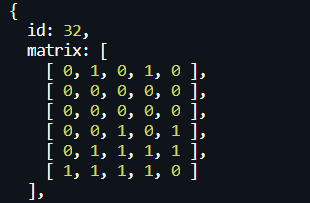 {
id: 32,
matrix: [
[ 0, 1, 0, 1, 0 ],
[ 0, 0, 0, 0, 0 ],
[ 0, 0, 0, 0, 0 ],
[ 0, 0, 1, 0, 1 ],
[ 0, 1, 1, 1, 1 ],
[ 1, 1, 1, 1, 0 ]
],